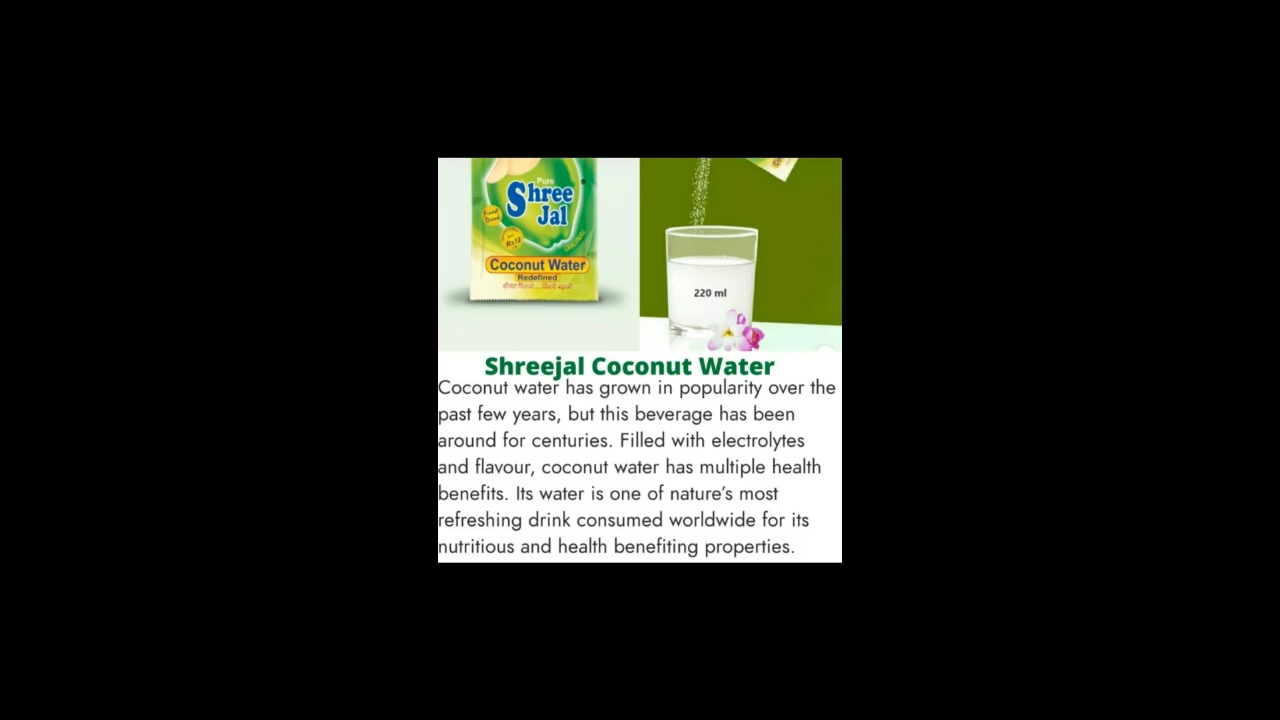 Pure
Shree
Jal
Rs12
ORIGINAL
Coconut Water
Redefined
220 ml
Shreejal Coconut Water
Coconut water has grown in popularity over the
past few years, but this beverage has been
around for centuries. Filled with electrolytes
and flavour, coconut water has multiple health
benefits. Its water is one of nature's most
refreshing drink consumed worldwide for its
nutritious and health benefiting properties.